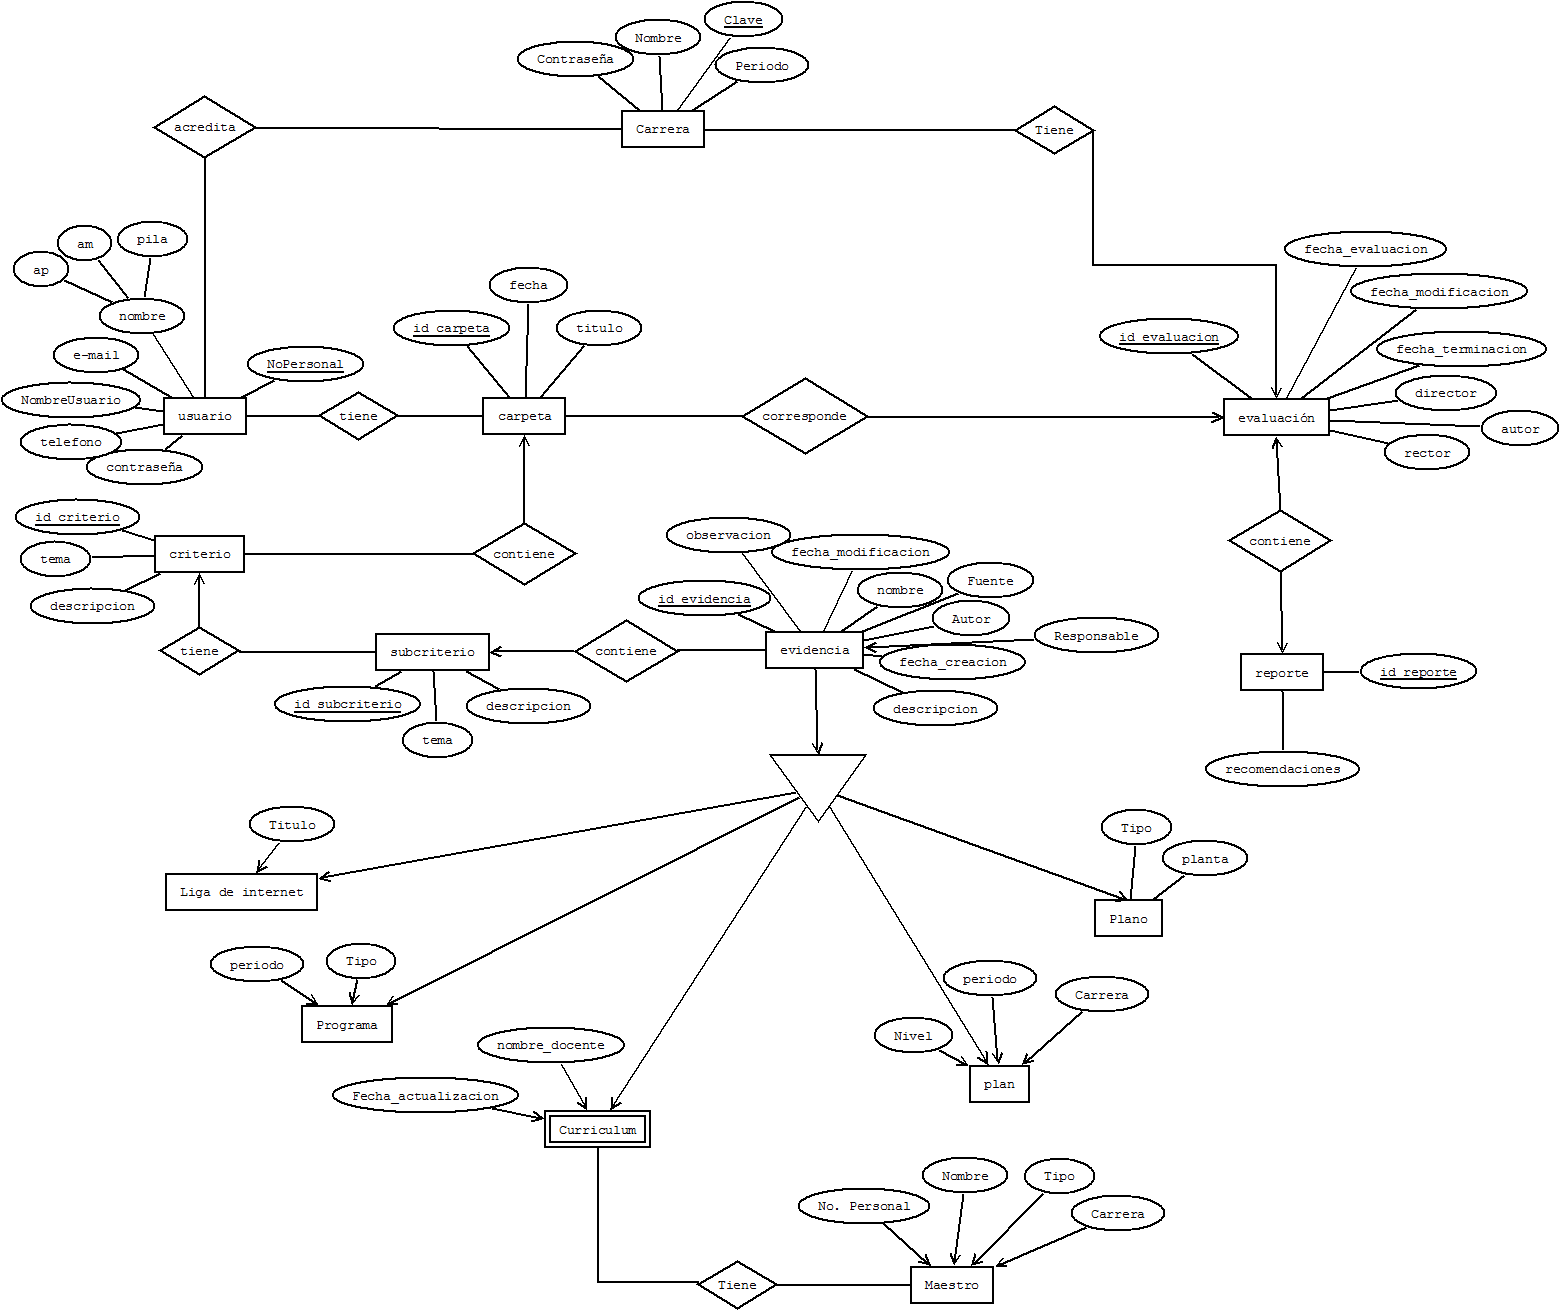 Clave
Nombre
Contraseña
Periodo
acredita
Carrera
Tiene
pila
am
ap
nombre
fecha_evaluacion
fecha
fecha_modificacion
id carpeta
titulo
id evaluacion
e-mail
fecha_terminacion
NoPersonal
director
NombreUsuario
usuario
tiene
carpeta
corresponde
evaluación
autor
telefono
contraseña
rector
id criterio
observacion
contiene
criterio
contiene
fecha_modificacion
tema
Fuente
nombre
id evidencia
descripcion
Autor
Responsable
tiene
subcriterio
contiene
evidencia
fecha_creacion
reporte
id reporte
id subcriterio
descripcion
descripcion
tema
recomendaciones
Titulo
Tipo
planta
Liga de internet
Plano
periodo
Tipo
periodo
Carrera
Programa
Nivel
nombre_docente
plan
Fecha_actualizacion
Curriculum
Nombre
Tipo
No. Personal
Carrera
Tiene
Maestro